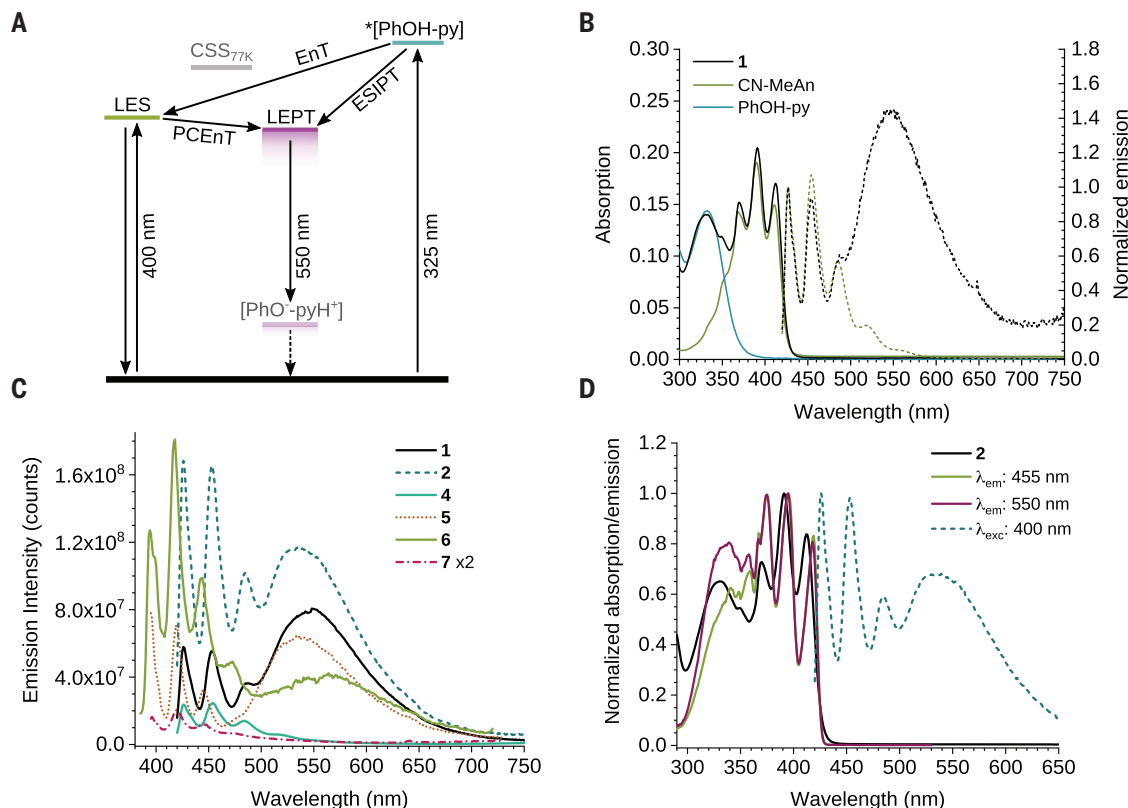 A
*[PhOH-py]
CSS77K
EnT
ESIPT
LES
LEPT
PCEnT
400 nm
550 nm
325 nm
[PhO⁻-pyH⁺]
B
1
CN-MeAn
PhOH-py
0.30
0.25
0.20
0.15
0.10
0.05
0.00
Absorption
1.8
1.6
1.4
1.2
1.0
0.8
0.6
0.4
0.2
0.0
Normalized emission
300 350 400 450 500 550 600 650 700 750
Wavelength (nm)
C
1
2
4
5
6
7 x2
1.6x10⁸
1.2x10⁸
8.0x10⁷
4.0x10⁷
0.0
Emission Intensity (counts)
400 450 500 550 600 650 700 750
Wavelength (nm)
D
2
λem: 455 nm
λem: 550 nm
λexc: 400 nm
1.2
1.0
0.8
0.6
0.4
0.2
0.0
Normalized absorption/emission
300 350 400 450 500 550 600 650
Wavelength (nm)